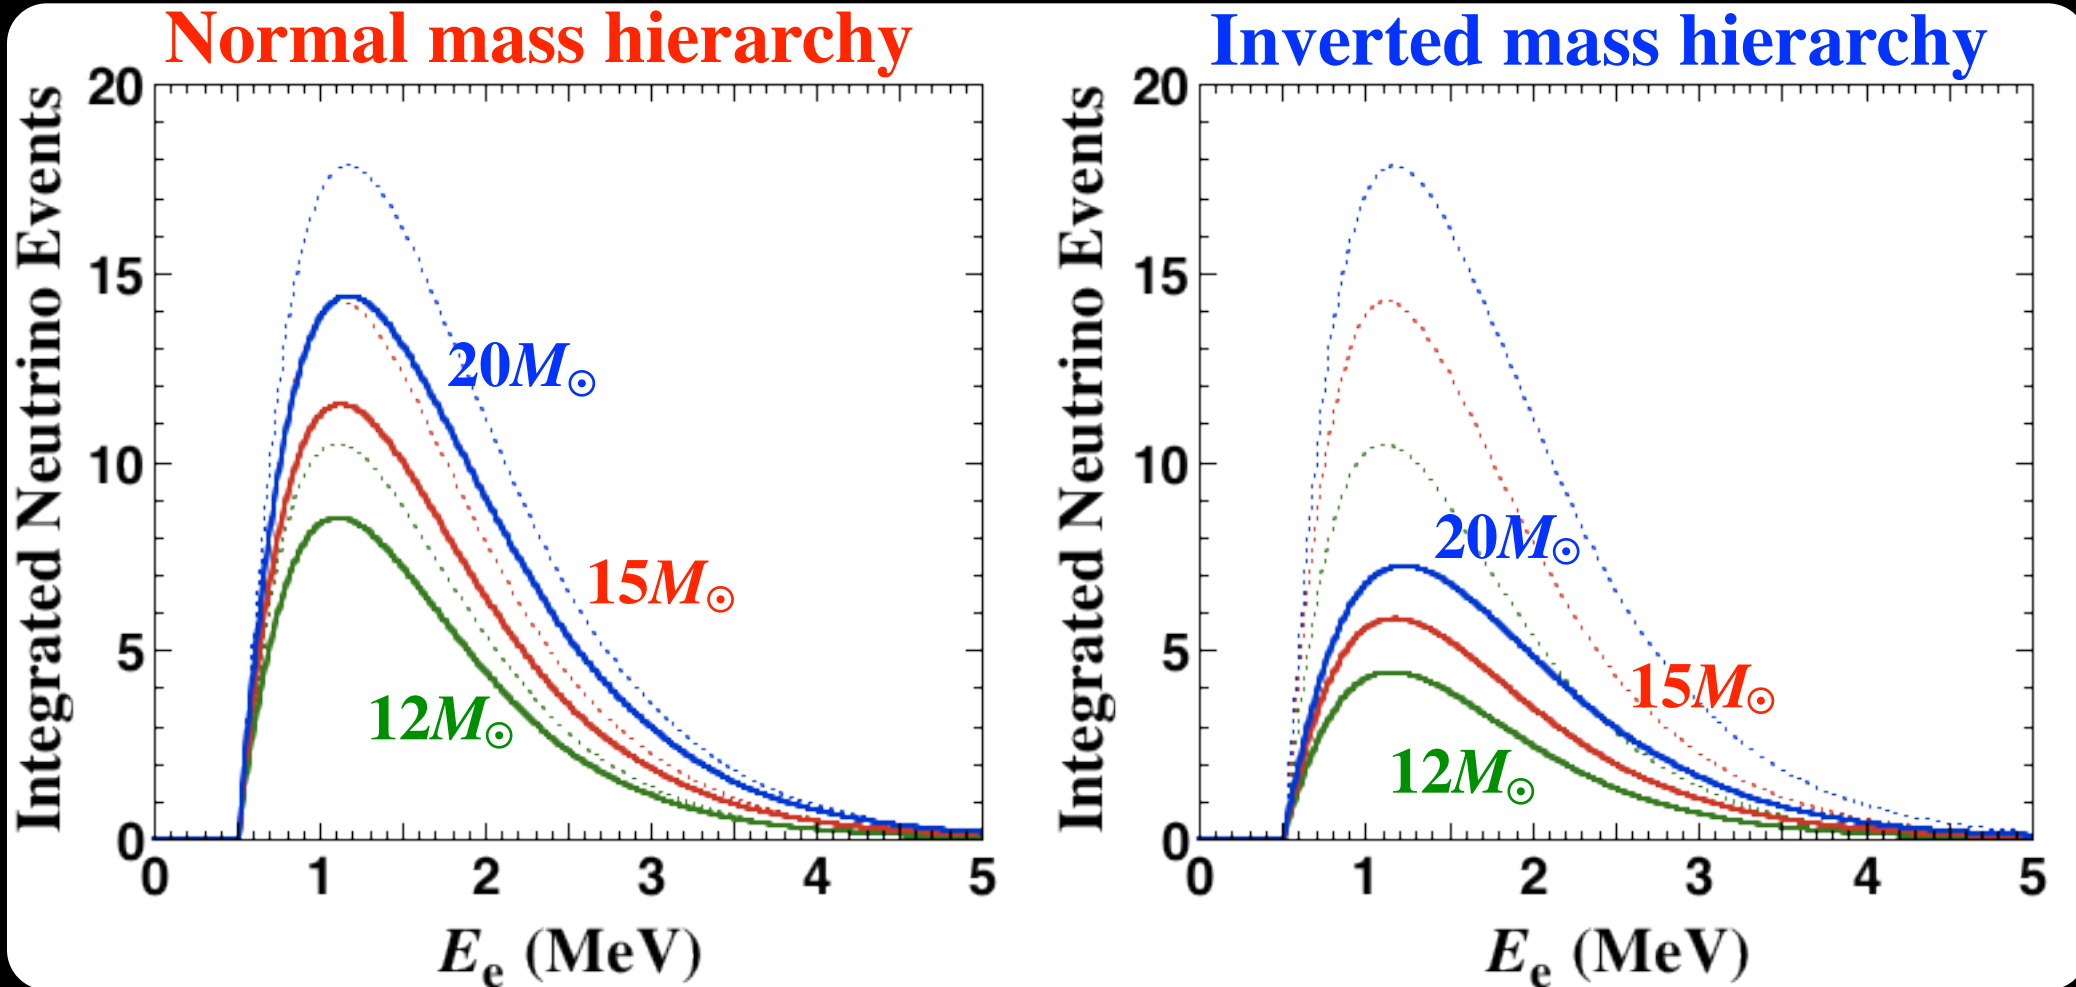 Normal mass hierarchy
Integrated Neutrino Events
20
15
10
5
0
20M☉
15M☉
12M☉
0 1 2 3 4 5
Eₑ (MeV)
Inverted mass hierarchy
Integrated Neutrino Events
20
15
10
5
0
20M☉
15M☉
12M☉
0 1 2 3 4 5
Eₑ (MeV)